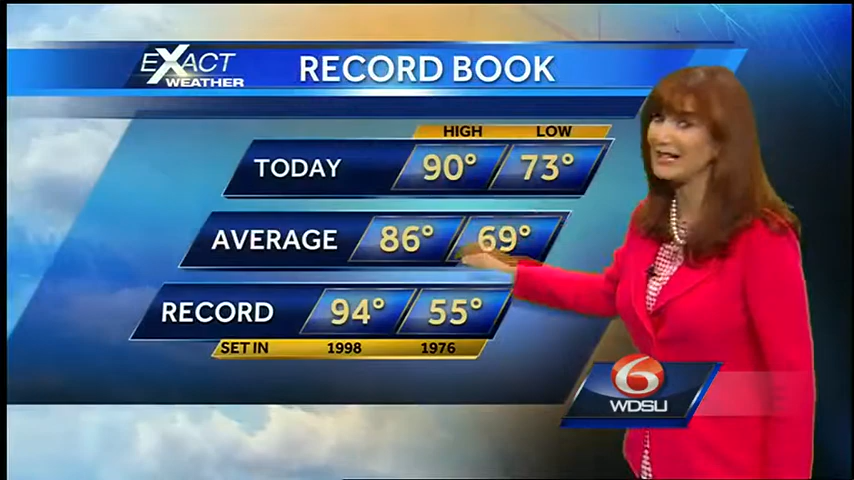 EXACT
WEATHER
RECORD BOOK
HIGH LOW
TODAY 90° 73°
AVERAGE 86° 69°
RECORD 94° 55°
SET IN 1998 1976
6
WDSU